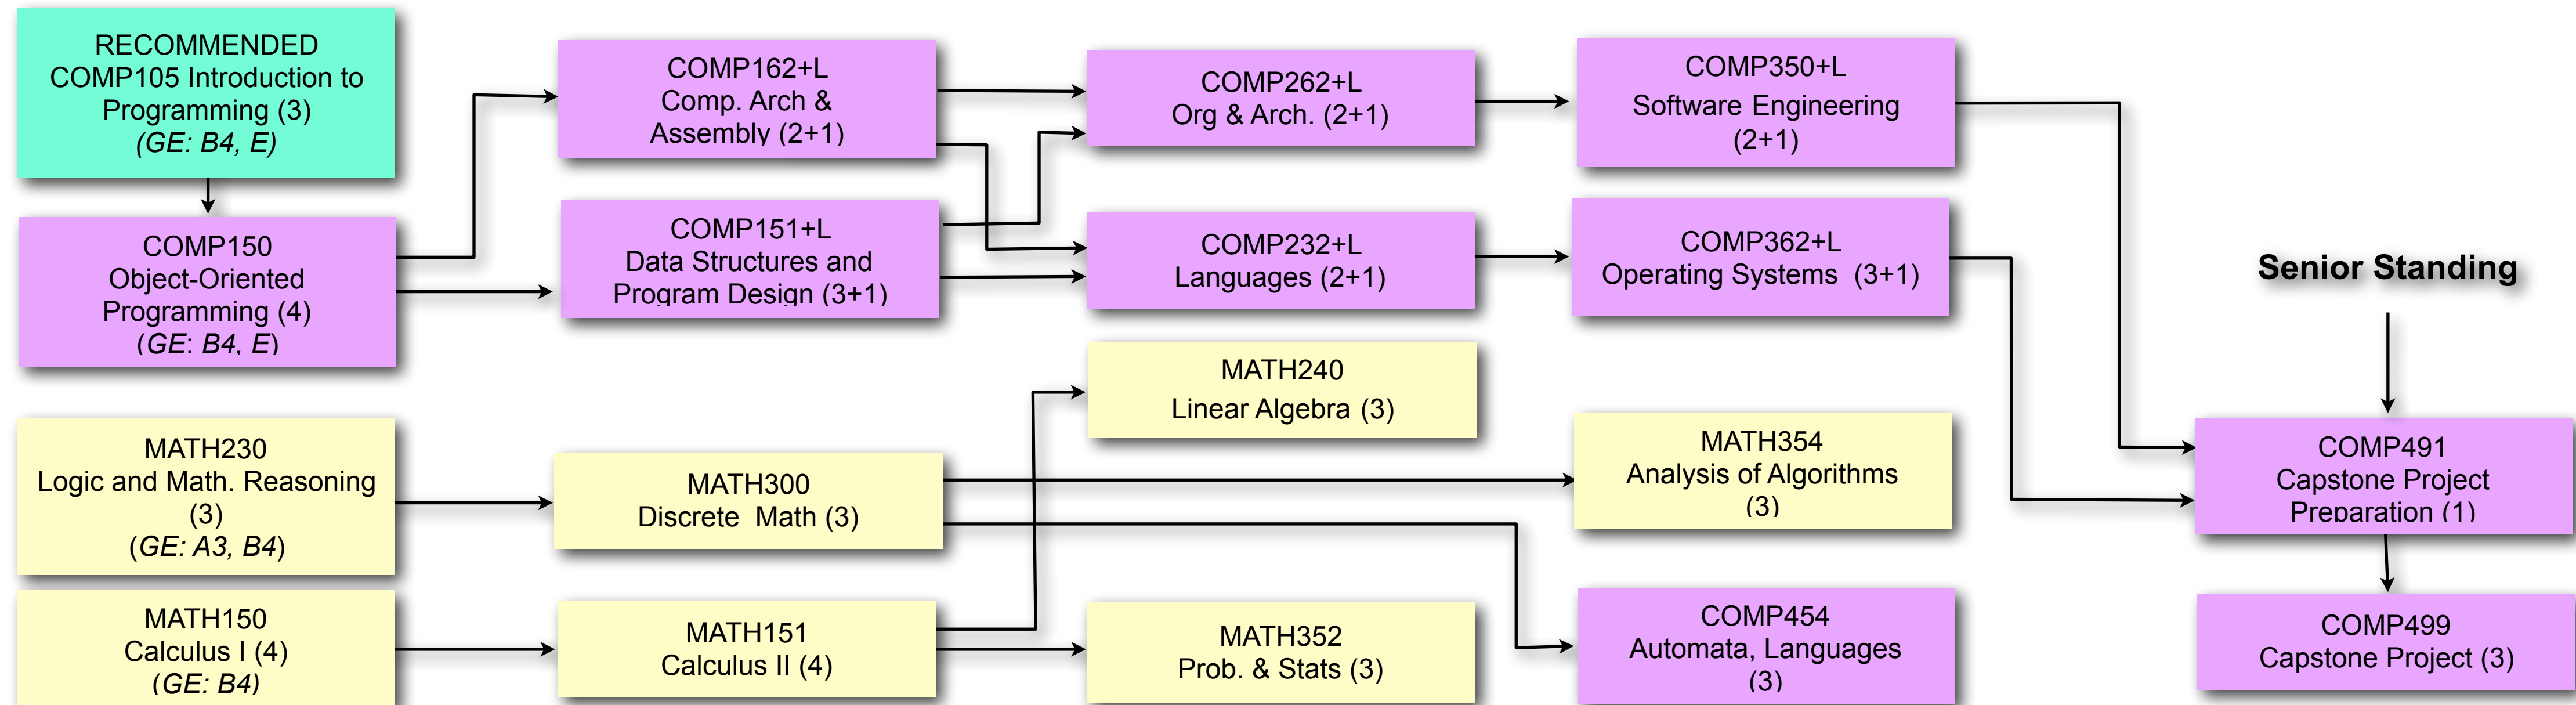 RECOMMENDED
COMP105 Introduction to
Programming (3)
(GE: B4, E)
COMP150
Object-Oriented
Programming (4)
(GE: B4, E)
MATH230
Logic and Math. Reasoning
(3)
(GE: A3, B4)
MATH150
Calculus I (4)
(GE: B4)
COMP162+L
Comp. Arch &
Assembly (2+1)
COMP151+L
Data Structures and
Program Design (3+1)
MATH300
Discrete Math (3)
MATH151
Calculus II (4)
COMP262+L
Org & Arch. (2+1)
COMP232+L
Languages (2+1)
MATH240
Linear Algebra (3)
MATH352
Prob. & Stats (3)
COMP350+L
Software Engineering
(2+1)
COMP362+L
Operating Systems (3+1)
MATH354
Analysis of Algorithms
(3)
COMP454
Automata, Languages
(3)
Senior Standing
COMP491
Capstone Project
Preparation (1)
COMP499
Capstone Project (3)